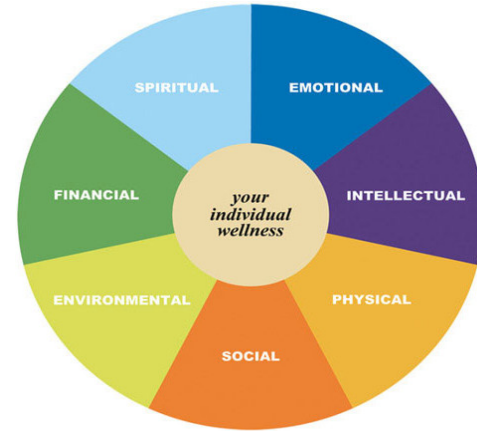 SPIRITUAL
EMOTIONAL
FINANCIAL
your
individual
wellness
INTELLECTUAL
ENVIRONMENTAL
PHYSICAL
SOCIAL